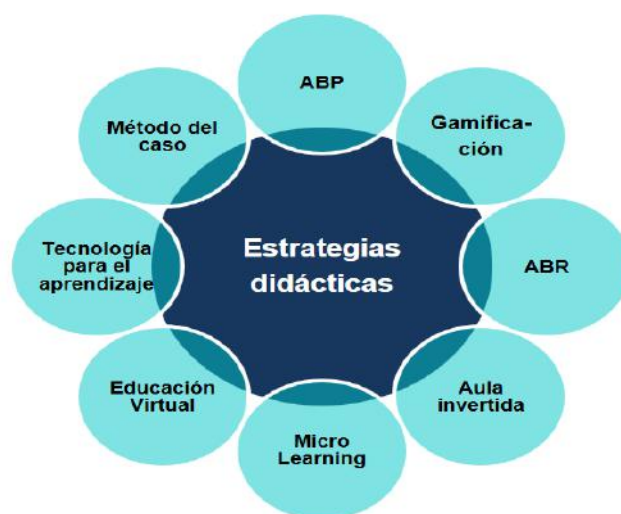 ABP
Gamifica-
ción
ABR
Aula
invertida
Micro
Learning
Educación
Virtual
Tecnología
para el
aprendizaje
Método del
caso
Estrategias
didácticas